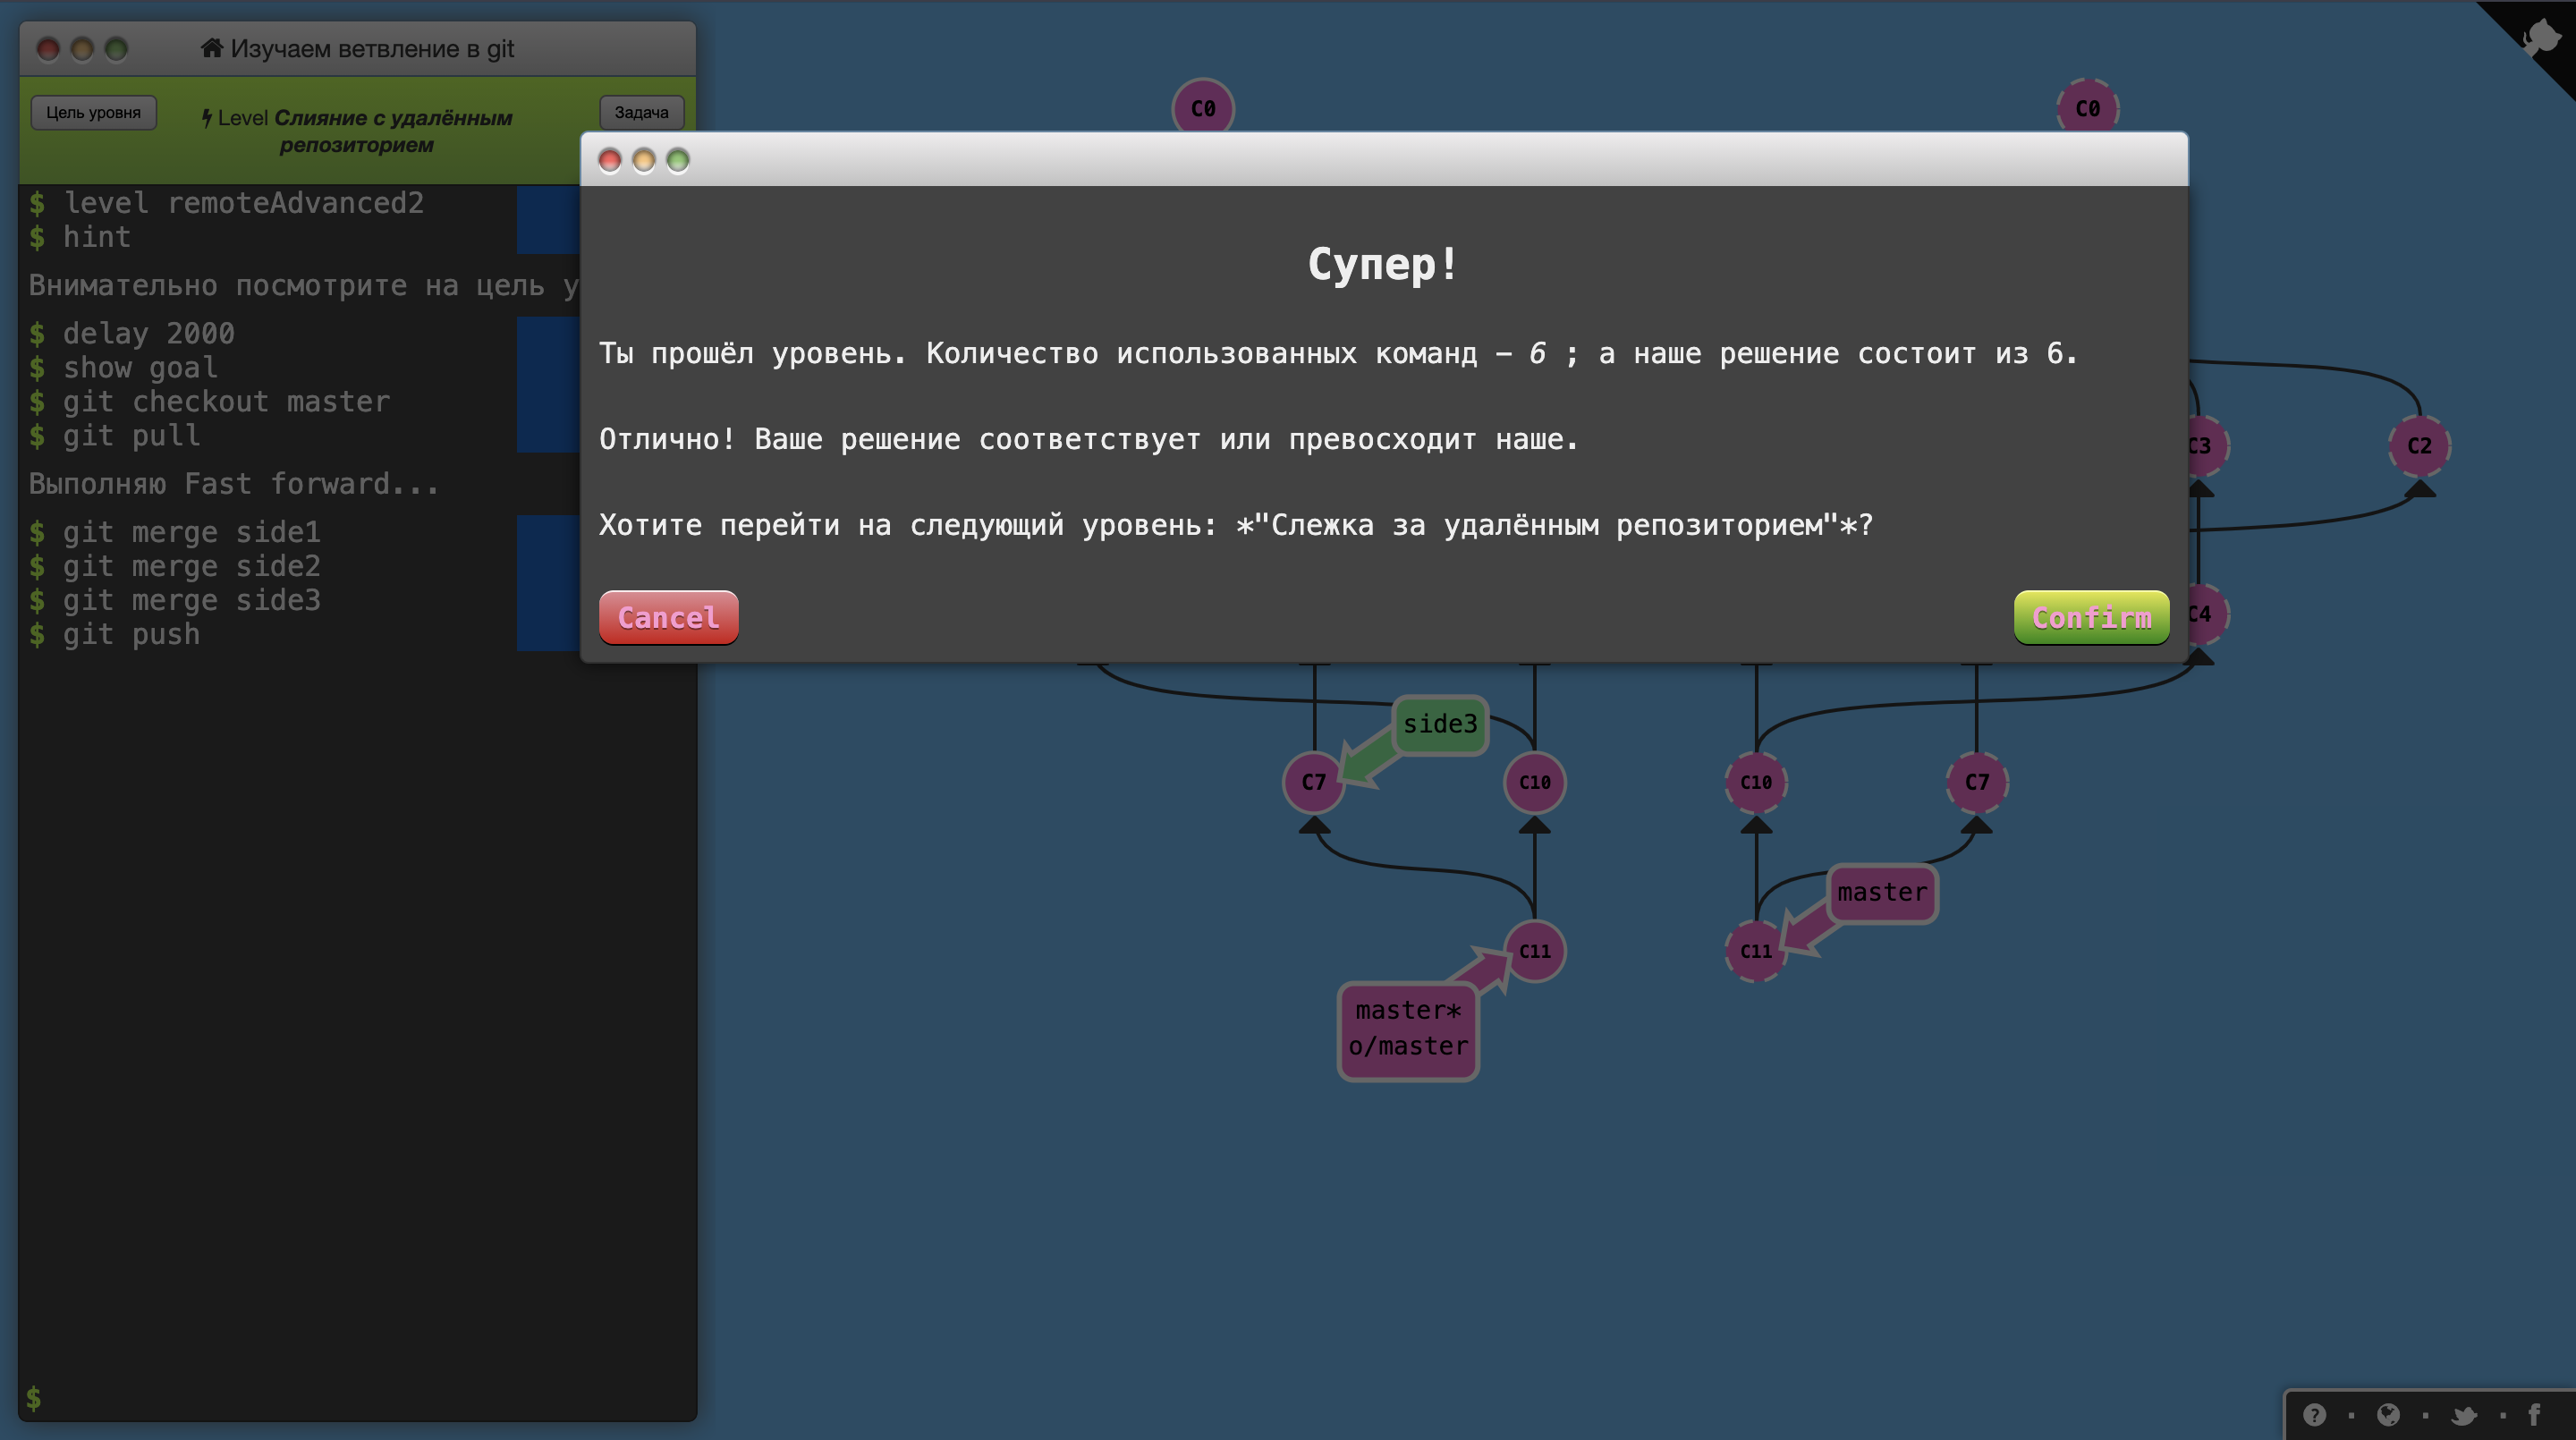 Изучаем ветвление в git
Цель уровня
Level Слияние с удалённым
репозиторием
Задача
$ level remoteAdvanced2
$ hint
Внимательно посмотрите на цель
$ delay 2000
$ show goal
$ git checkout master
$ git pull
Выполняю Fast forward...
$ git merge side1
$ git merge side2
$ git merge side3
$ git push
$
C0
C0
Супер!
Ты прошёл уровень. Количество использованных команд – 6 ; а наше решение состоит из 6.
Отлично! Ваше решение соответствует или превосходит наше.
Хотите перейти на следующий уровень: *"Слежка за удалённым репозиторием"*?
Cancel
Confirm
C3
C2
C4
side3
C7
C10
C10
C7
master
C11
C11
master*
o/master